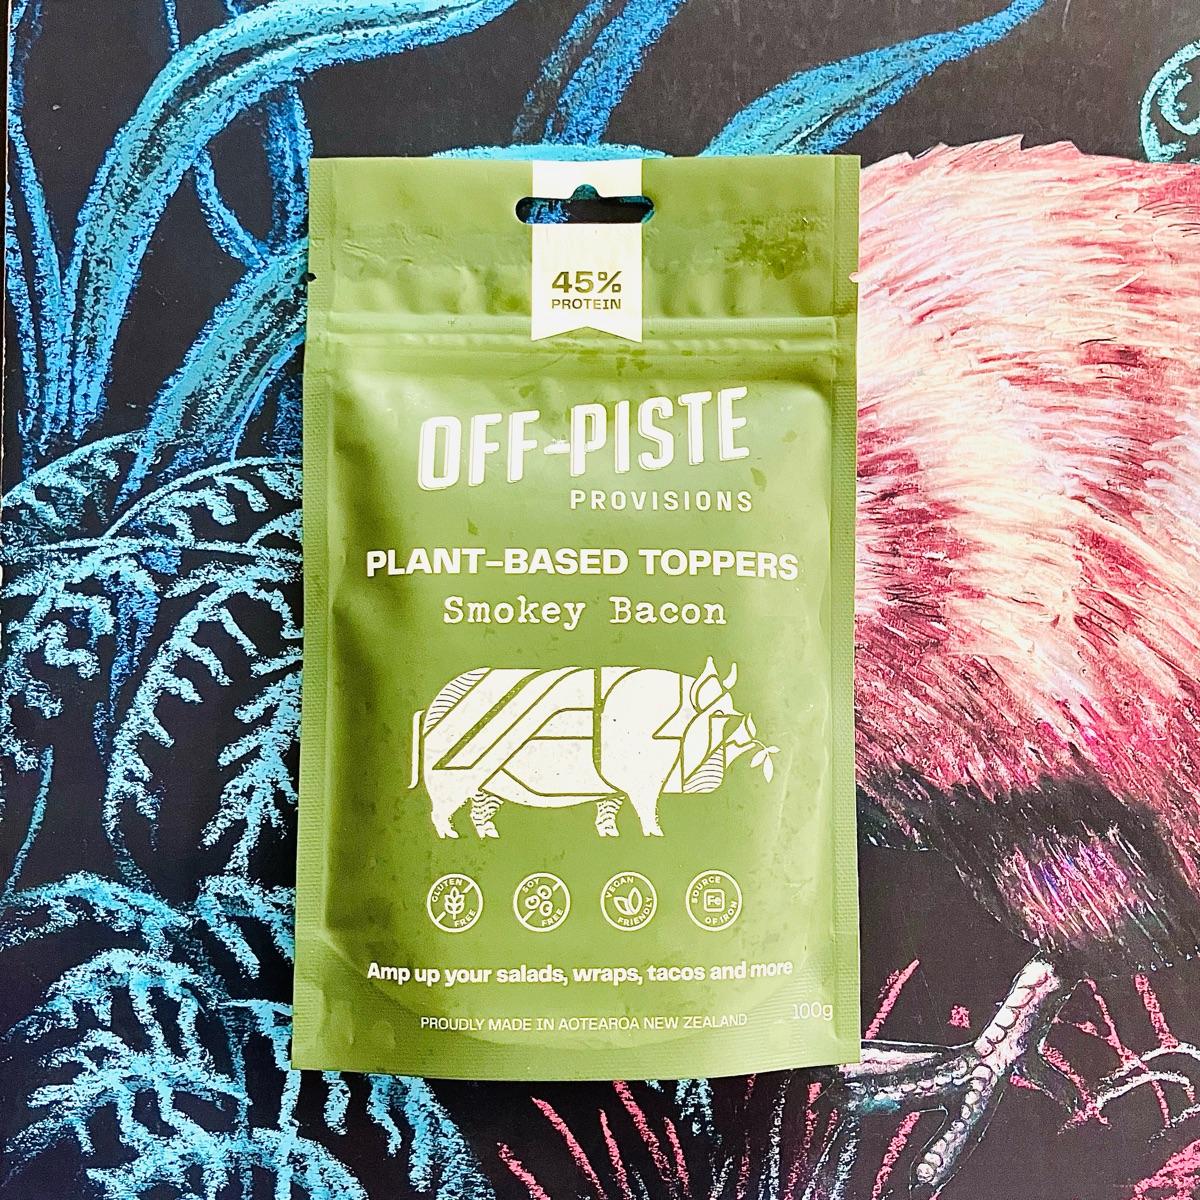 45%
PROTEIN
OFF-PISTE
PROVISIONS
PLANT-BASED TOPPERS
Smokey Bacon
GLUTEN FREE
SOY FREE
VEGAN FRIENDLY
SOURCE OF IRON
Fe
Amp up your salads, wraps, tacos and more
PROUDLY MADE IN AOTEAROA NEW ZEALAND
100g